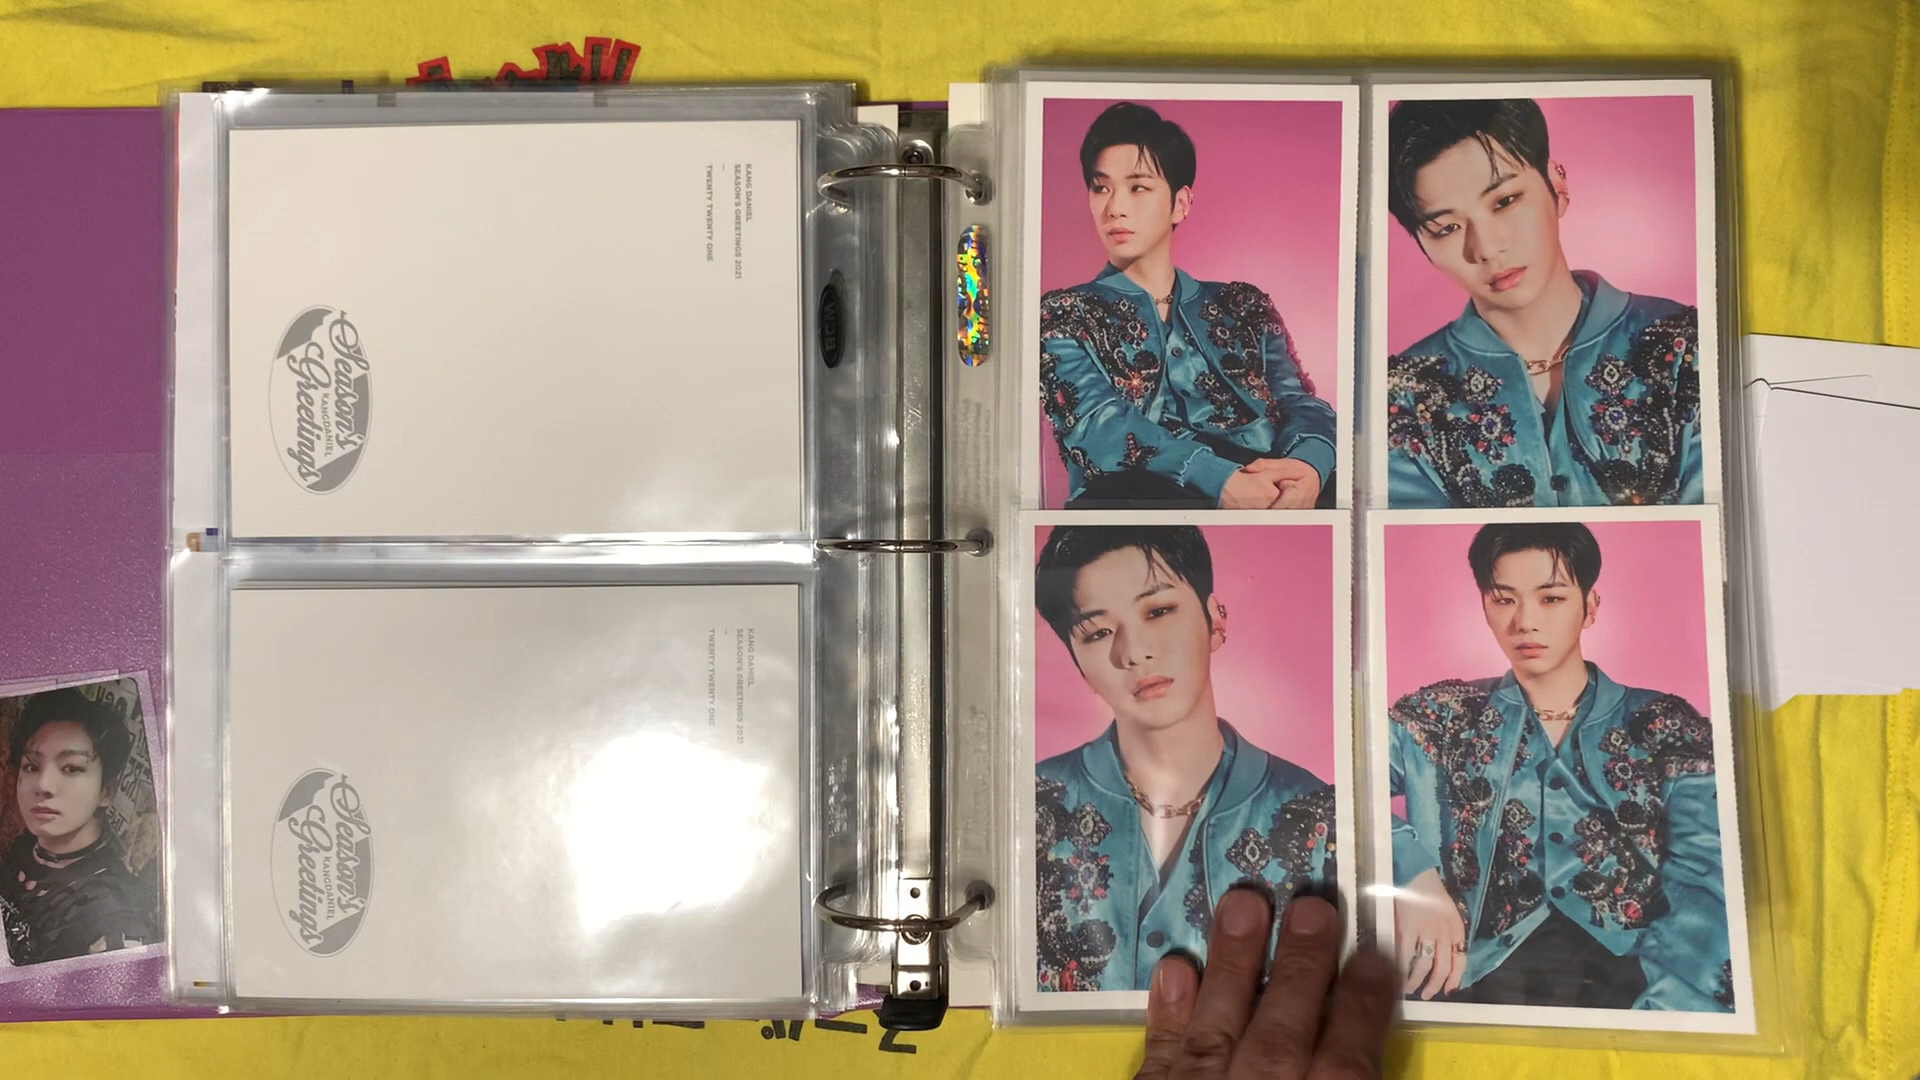 KANG DANIEL
SEASON'S GREETINGS 2021
–
TWENTY TWENTY ONE
Season's
KANGDANIEL
Greetings
KANG DANIEL
SEASON'S GREETINGS 2021
–
TWENTY TWENTY ONE
Season's
KANGDANIEL
Greetings